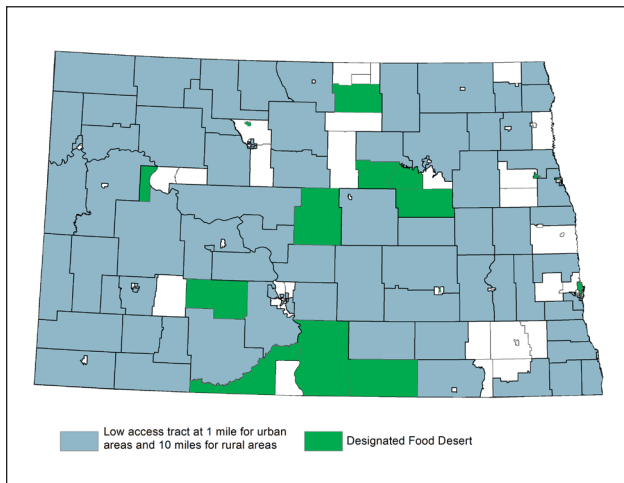 Low access tract at 1 mile for urban
areas and 10 miles for rural areas
Designated Food Desert